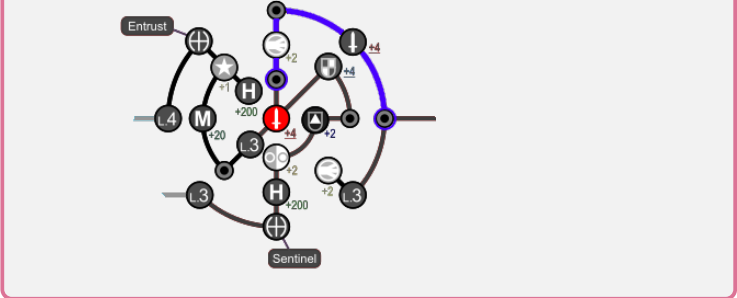 Entrust
+4
+2
+4
+1
H
+200
L.4
M
+20
+4
+2
L.3
+2
H
+200
+2
L.3
L.3
Sentinel